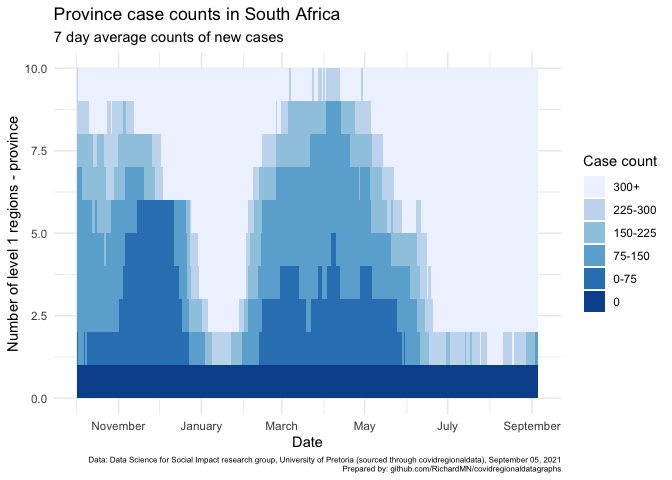 Province case counts in South Africa
7 day average counts of new cases
10.0
7.5
5.0
2.5
0.0
Number of level 1 regions - province
November January March May July September
Date
Case count
300+
225-300
150-225
75-150
0-75
0
Data: Data Science for Social Impact research group, University of Pretoria (sourced through covidregionaldata), September 05, 2021
Prepared by: github.com/RichardMN/covidregionaldatagraphs